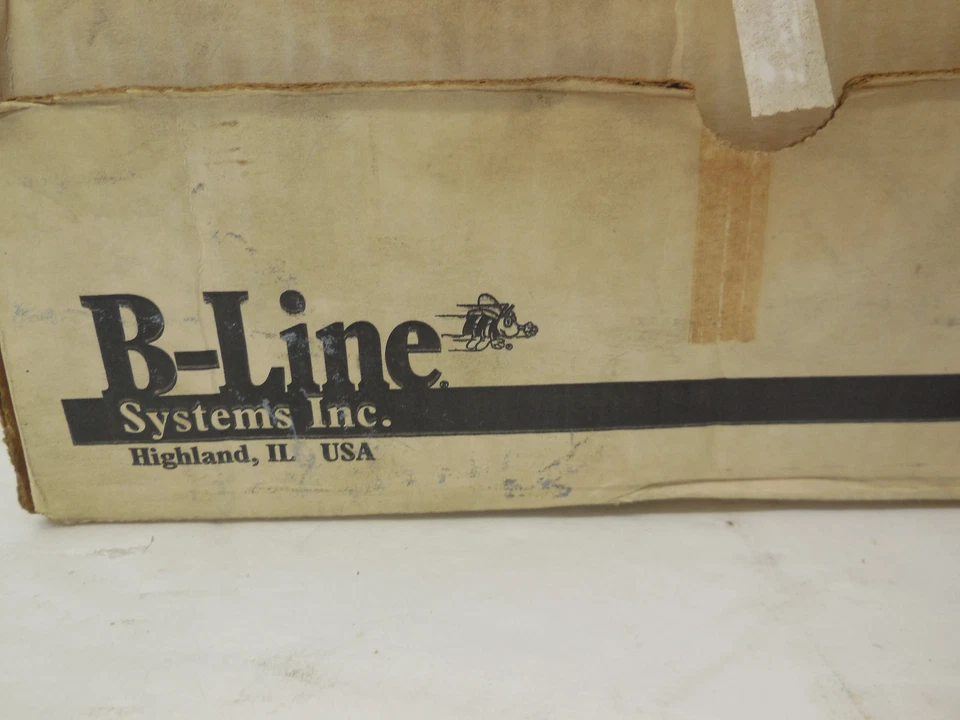 B-Line®
Systems Inc.
Highland, IL USA